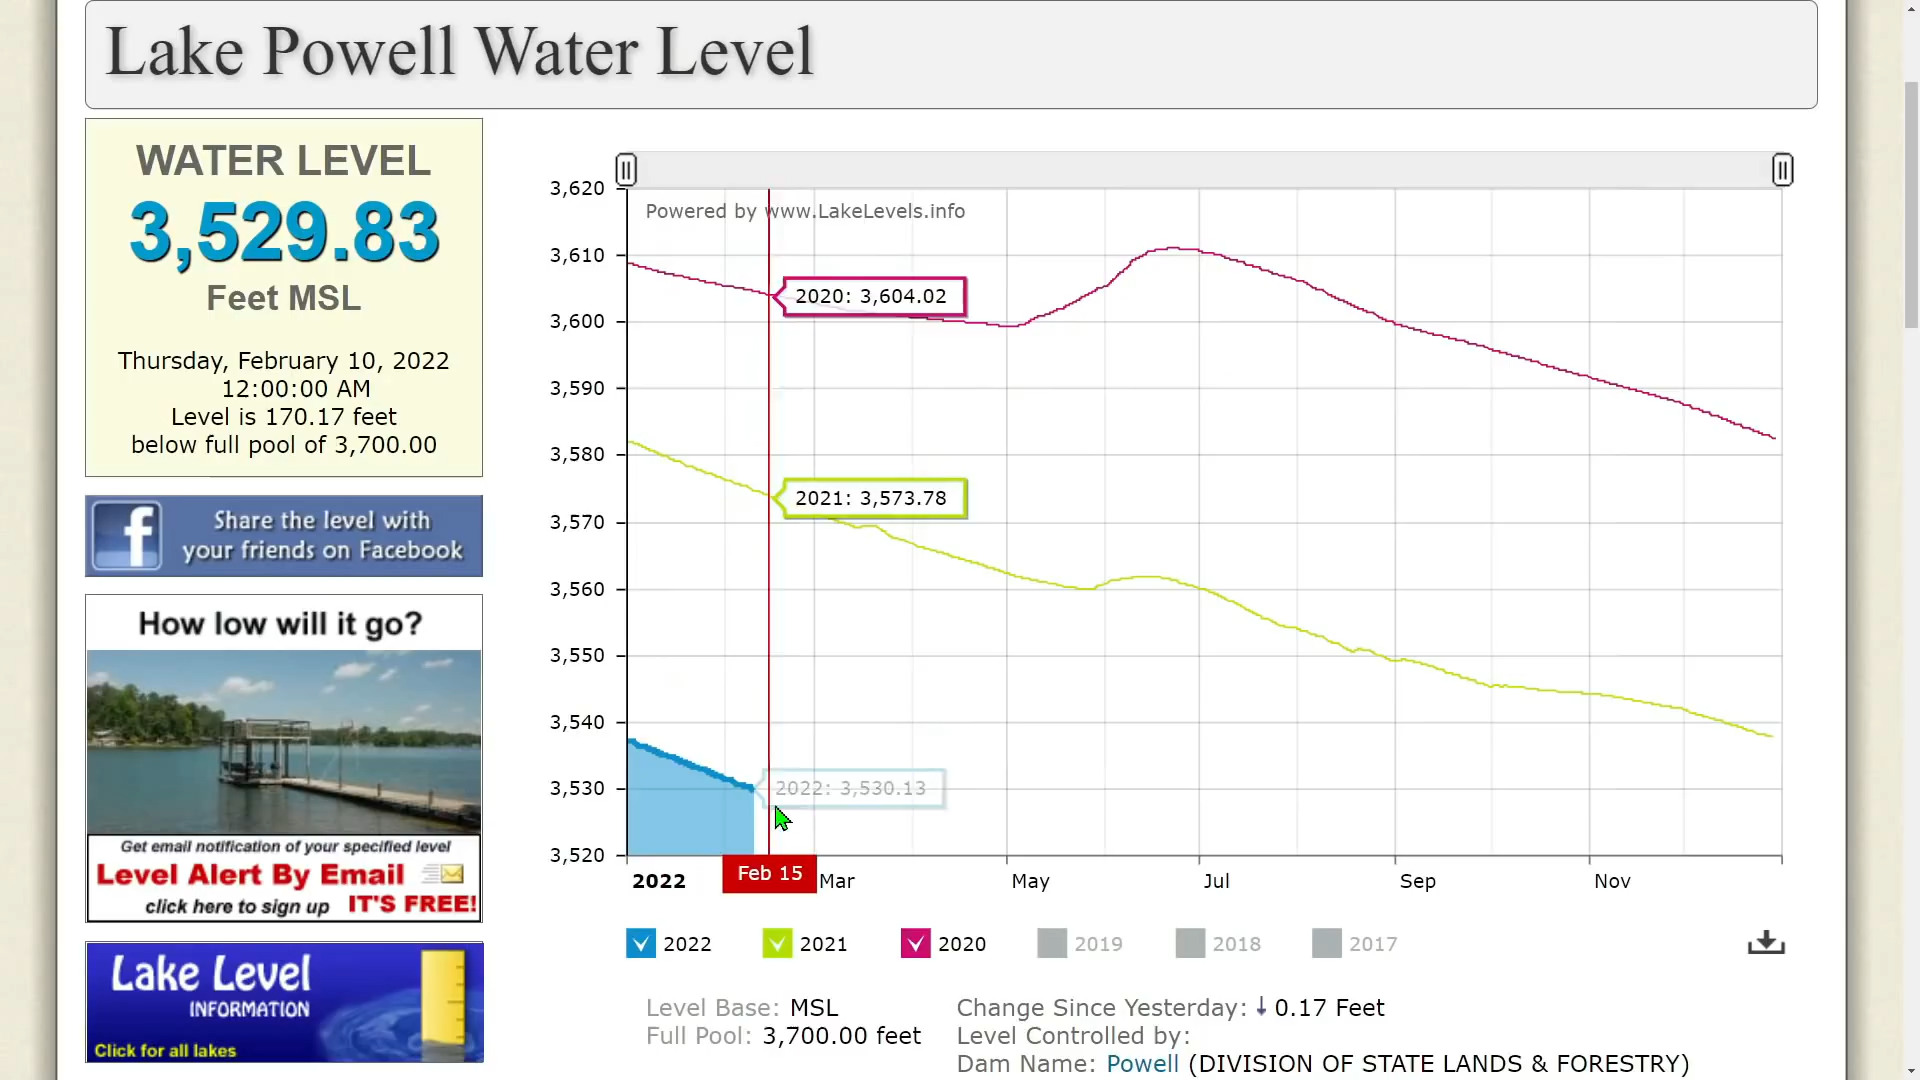 Lake Powell Water Level
WATER LEVEL
3,529.83
Feet MSL
Thursday, February 10, 2022
12:00:00 AM
Level is 170.17 feet
below full pool of 3,700.00
f
Share the level with
your friends on Facebook
How low will it go?
Get email notification of your specified level
Level Alert By Email
click here to sign up IT'S FREE!
Lake Level
INFORMATION
Click for all lakes
Powered by www.LakeLevels.info
3,620
3,610
3,600
3,590
3,580
3,570
3,560
3,550
3,540
3,530
3,520
2020: 3,604.02
2021: 3,573.78
2022: 3,530.13
2022 Feb 15 Mar May Jul Sep Nov
2022 2021 2020 2019 2018 2017
Level Base: MSL
Full Pool: 3,700.00 feet
Change Since Yesterday: ↓ 0.17 Feet
Level Controlled by:
Dam Name: Powell (DIVISION OF STATE LANDS & FORESTRY)